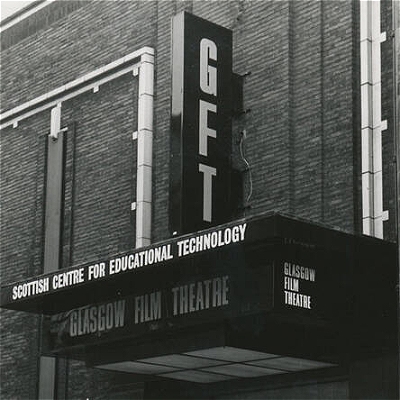 GFT
SCOTTISH CENTRE FOR EDUCATIONAL TECHNOLOGY
GLASGOW FILM THEATRE
GLASGOW
FILM
THEATRE